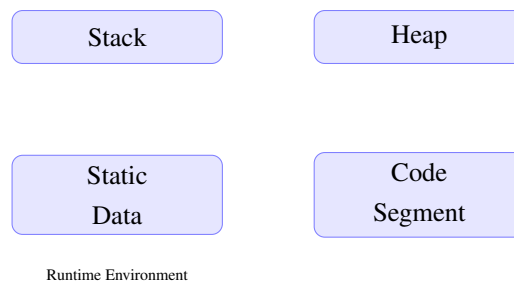 Stack
Heap
Static
Data
Code
Segment
Runtime Environment